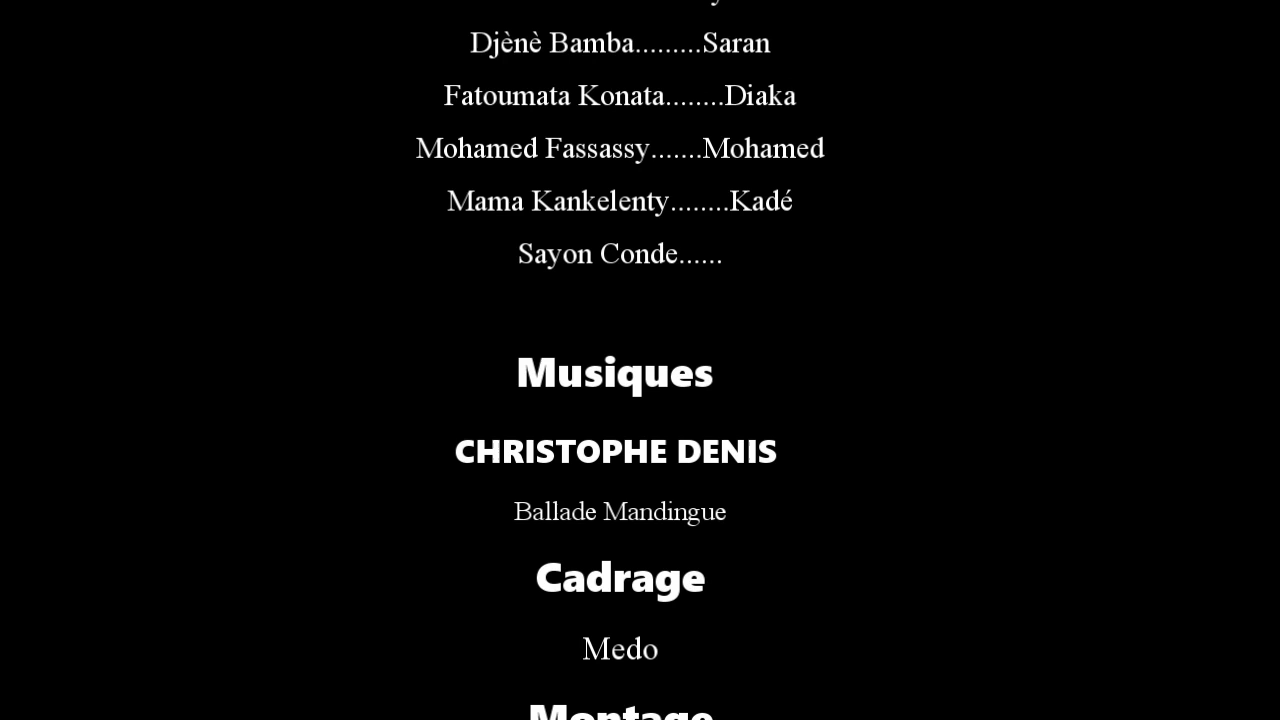 Djènè Bamba.........Saran
Fatoumata Konata........Diaka
Mohamed Fassassy.......Mohamed
Mama Kankelenty........Kadé
Sayon Conde......
Musiques
CHRISTOPHE DENIS
Ballade Mandingue
Cadrage
Medo
Montage